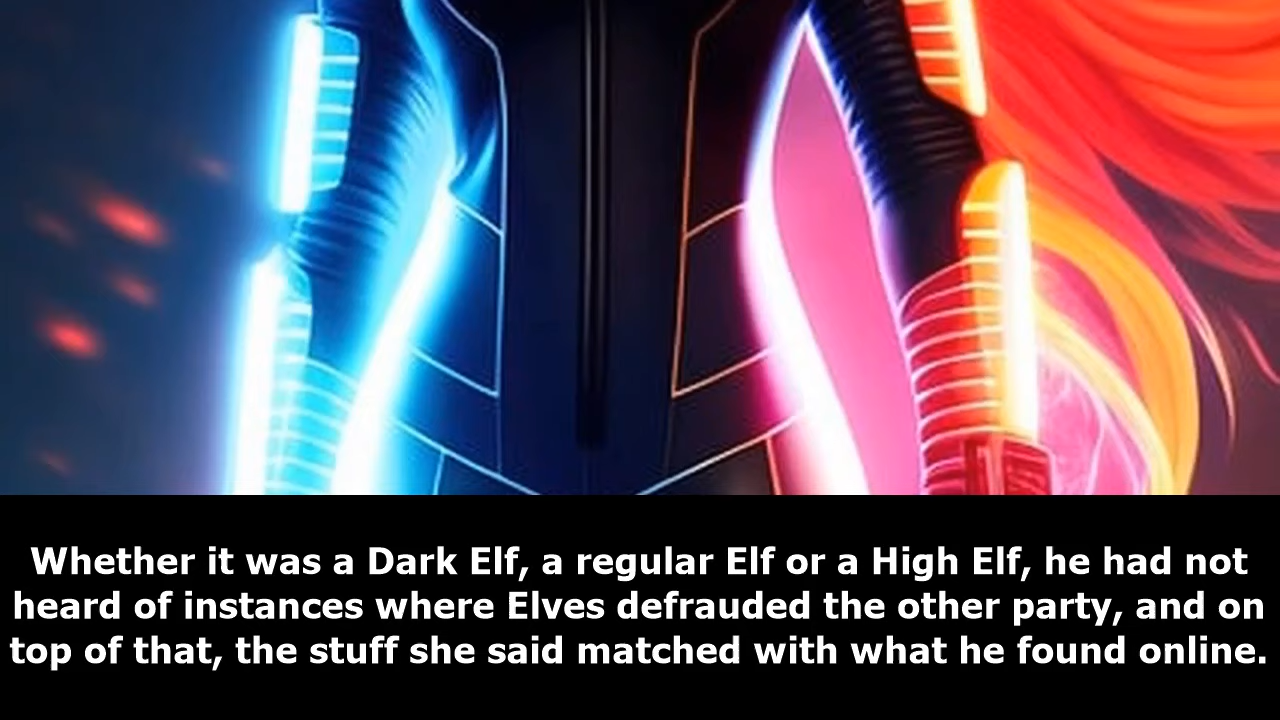 Whether it was a Dark Elf, a regular Elf or a High Elf, he had not
heard of instances where Elves defrauded the other party, and on
top of that, the stuff she said matched with what he found online.